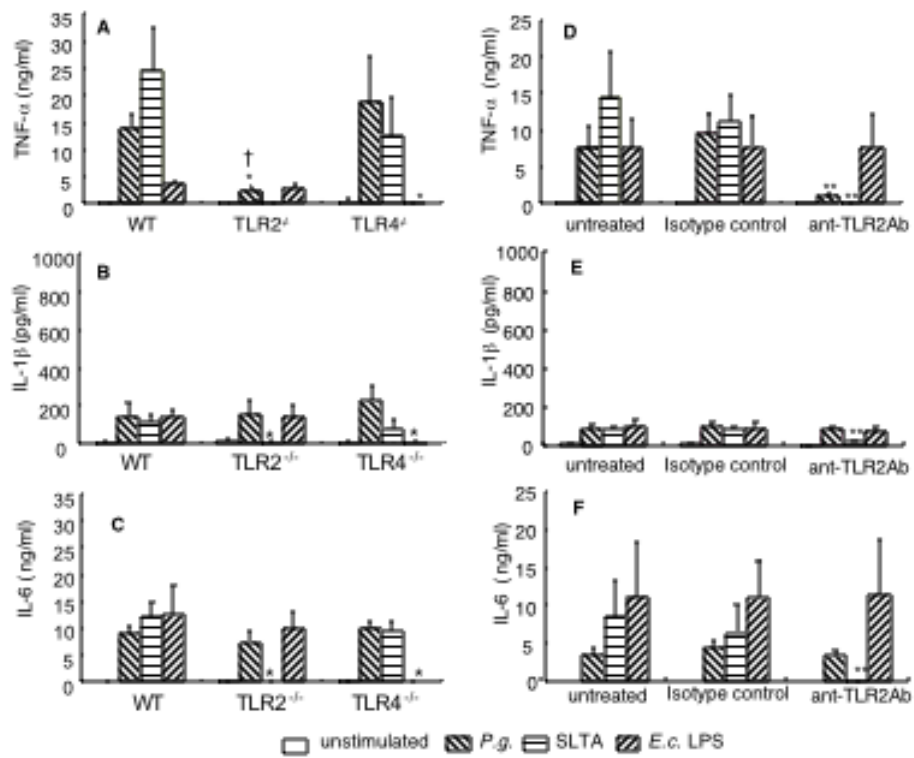 A
TNF-α (ng/ml)
35
25
20
15
10
5
0
†
*
*
WT
TLR2-/-
TLR4-/-
D
TNF-α (ng/ml)
25
20
15
10
5
0
**
**
untreated
Isotype control
ant-TLR2Ab
B
IL-1β (pg/ml)
1000
800
600
400
200
0
*
*
WT
TLR2-/-
TLR4-/-
E
IL-1β (pg/ml)
1000
800
600
400
200
0
**
untreated
Isotype control
ant-TLR2Ab
C
IL-6 (ng/ml)
35
30
25
20
15
10
5
0
*
*
WT
TLR2-/-
TLR4-/-
F
IL-6 (ng/ml)
25
20
15
10
5
0
**
untreated
Isotype control
ant-TLR2Ab
unstimulated P.g. SLTA E.c. LPS